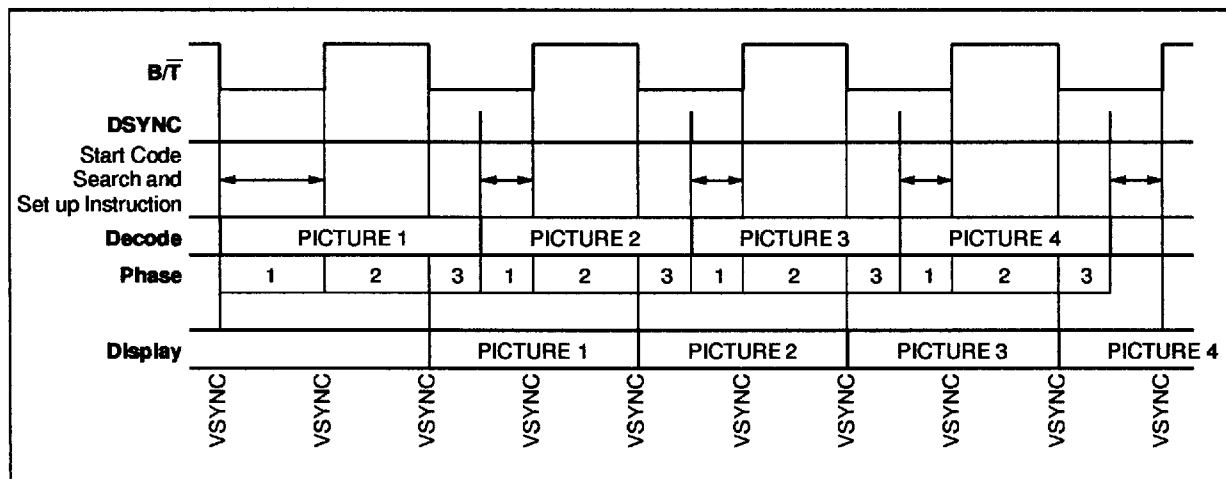 B/T̅
DSYNC
Start Code
Search and
Set up Instruction
Decode PICTURE 1 PICTURE 2 PICTURE 3 PICTURE 4
Phase 1 2 3 1 2 3 1 2 3 1 2 3
Display PICTURE 1 PICTURE 2 PICTURE 3 PICTURE 4
VSYNC VSYNC VSYNC VSYNC VSYNC VSYNC VSYNC VSYNC VSYNC VSYNC